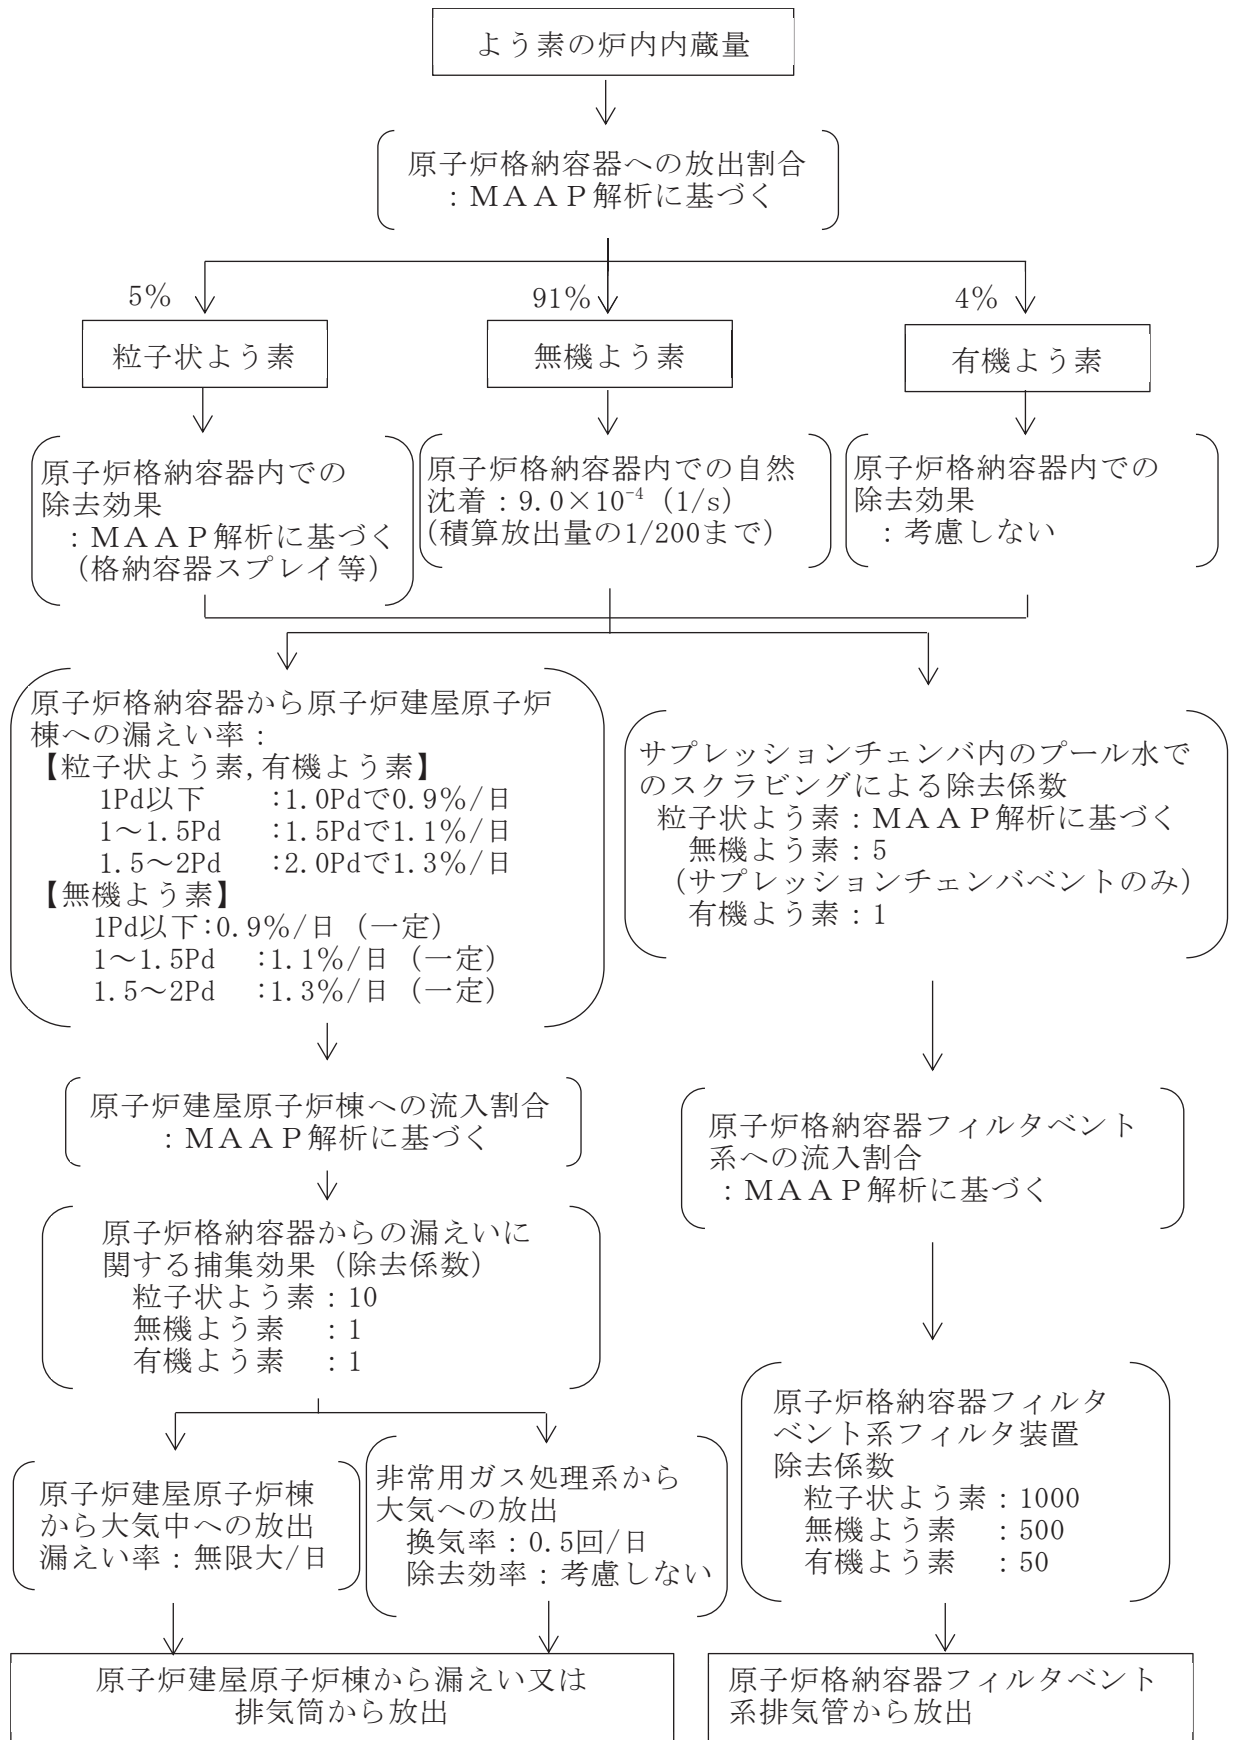 よう素の炉内内蔵量
原子炉格納容器への放出割合
：ＭＡＡＰ解析に基づく
5%
91%
4%
粒子状よう素
無機よう素
有機よう素
原子炉格納容器内での
除去効果
：ＭＡＡＰ解析に基づく
（格納容器スプレイ等）
原子炉格納容器内での自然
沈着：9.0×10⁻⁴（1/s）
(積算放出量の1/200まで）
原子炉格納容器内での
除去効果
：考慮しない
原子炉格納容器から原子炉建屋原子炉
棟への漏えい率：
【粒子状よう素,有機よう素】
1Pd以下　　:1.0Pdで0.9%/日
1～1.5Pd　　:1.5Pdで1.1%/日
1.5～2Pd　　:2.0Pdで1.3%/日
【無機よう素】
1Pd以下:0.9%/日（一定）
1～1.5Pd　:1.1%/日（一定）
1.5～2Pd　:1.3%/日（一定）
サプレッションチェンバ内のプール水で
のスクラビングによる除去係数
粒子状よう素：ＭＡＡＰ解析に基づく
無機よう素：5
（サプレッションチェンバベントのみ）
有機よう素：1
原子炉建屋原子炉棟への流入割合
：ＭＡＡＰ解析に基づく
原子炉格納容器フィルタベント
系への流入割合
：ＭＡＡＰ解析に基づく
原子炉格納容器からの漏えいに
関する捕集効果（除去係数）
粒子状よう素：10
無機よう素　：1
有機よう素　：1
原子炉格納容器フィルタ
ベント系フィルタ装置
除去係数
粒子状よう素：1000
無機よう素　：500
有機よう素　：50
原子炉建屋原子炉棟
から大気中への放出
漏えい率：無限大/日
非常用ガス処理系から
大気への放出
換気率：0.5回/日
除去効率：考慮しない
原子炉建屋原子炉棟から漏えい又は
排気筒から放出
原子炉格納容器フィルタベント
系排気管から放出